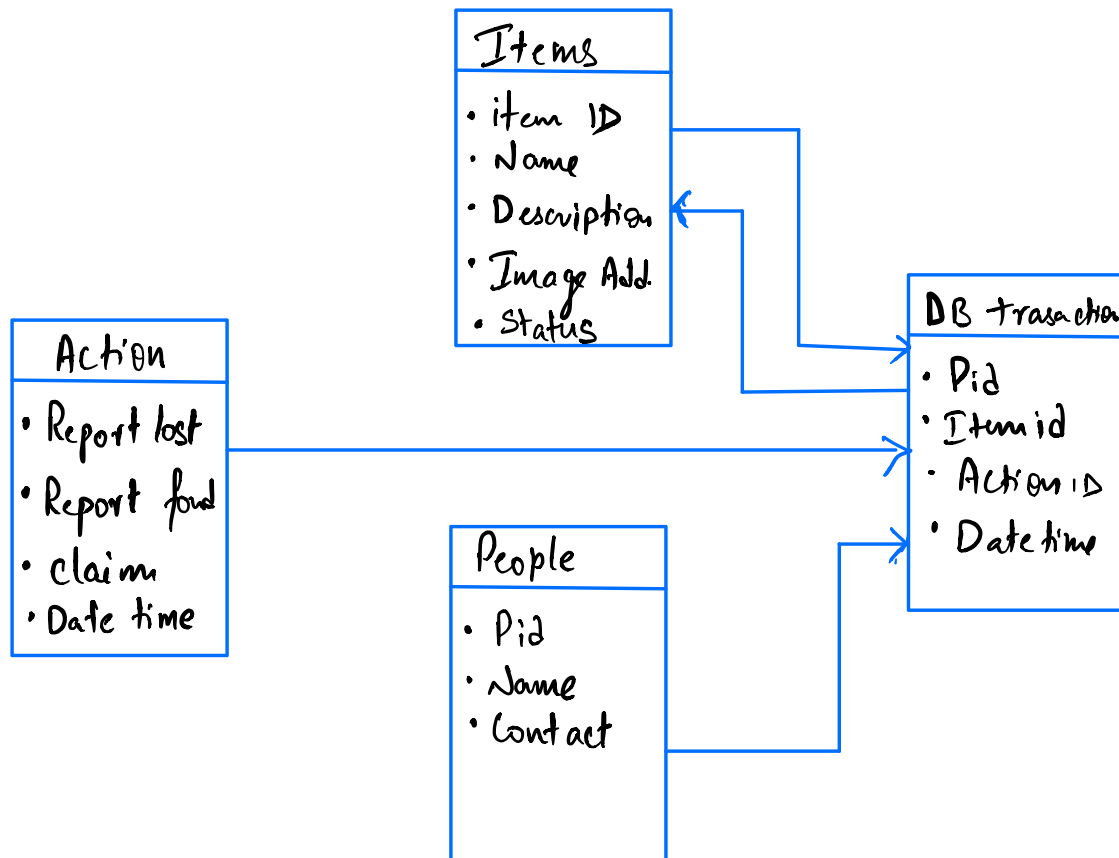 Items
• item ID
• Name
• Description
• Image Add.
• Status
Action
• Report lost
• Report foud
• claim
• Date time
People
• Pid
• Name
• Contact
DB trasaction
• Pid
• Item id
• Action ID
• Date time